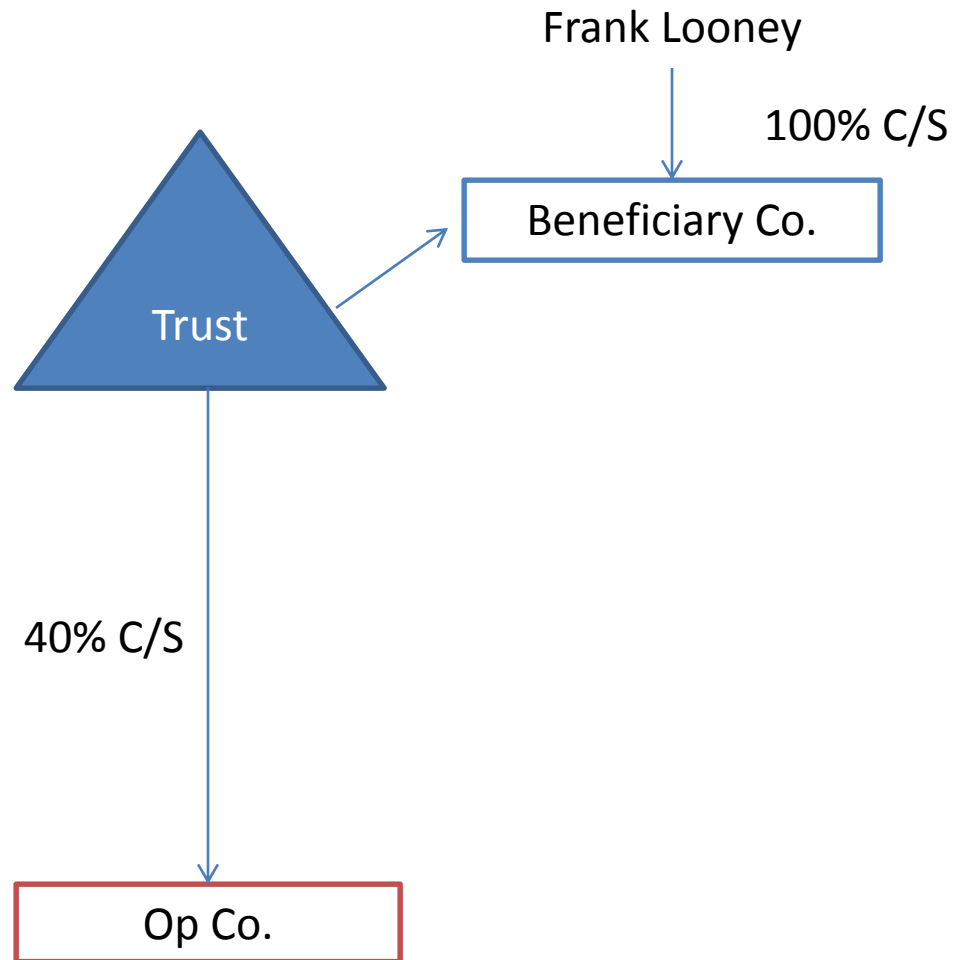 Frank Looney
100% C/S
Beneficiary Co.
Trust
40% C/S
Op Co.